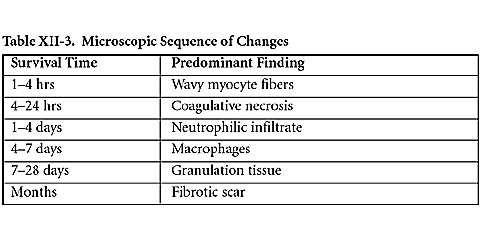 Table XII-3. Microscopic Sequence of Changes
Survival Time Predominant Finding
1–4 hrs Wavy myocyte fibers
4–24 hrs Coagulative necrosis
1–4 days Neutrophilic infiltrate
4–7 days Macrophages
7–28 days Granulation tissue
Months Fibrotic scar